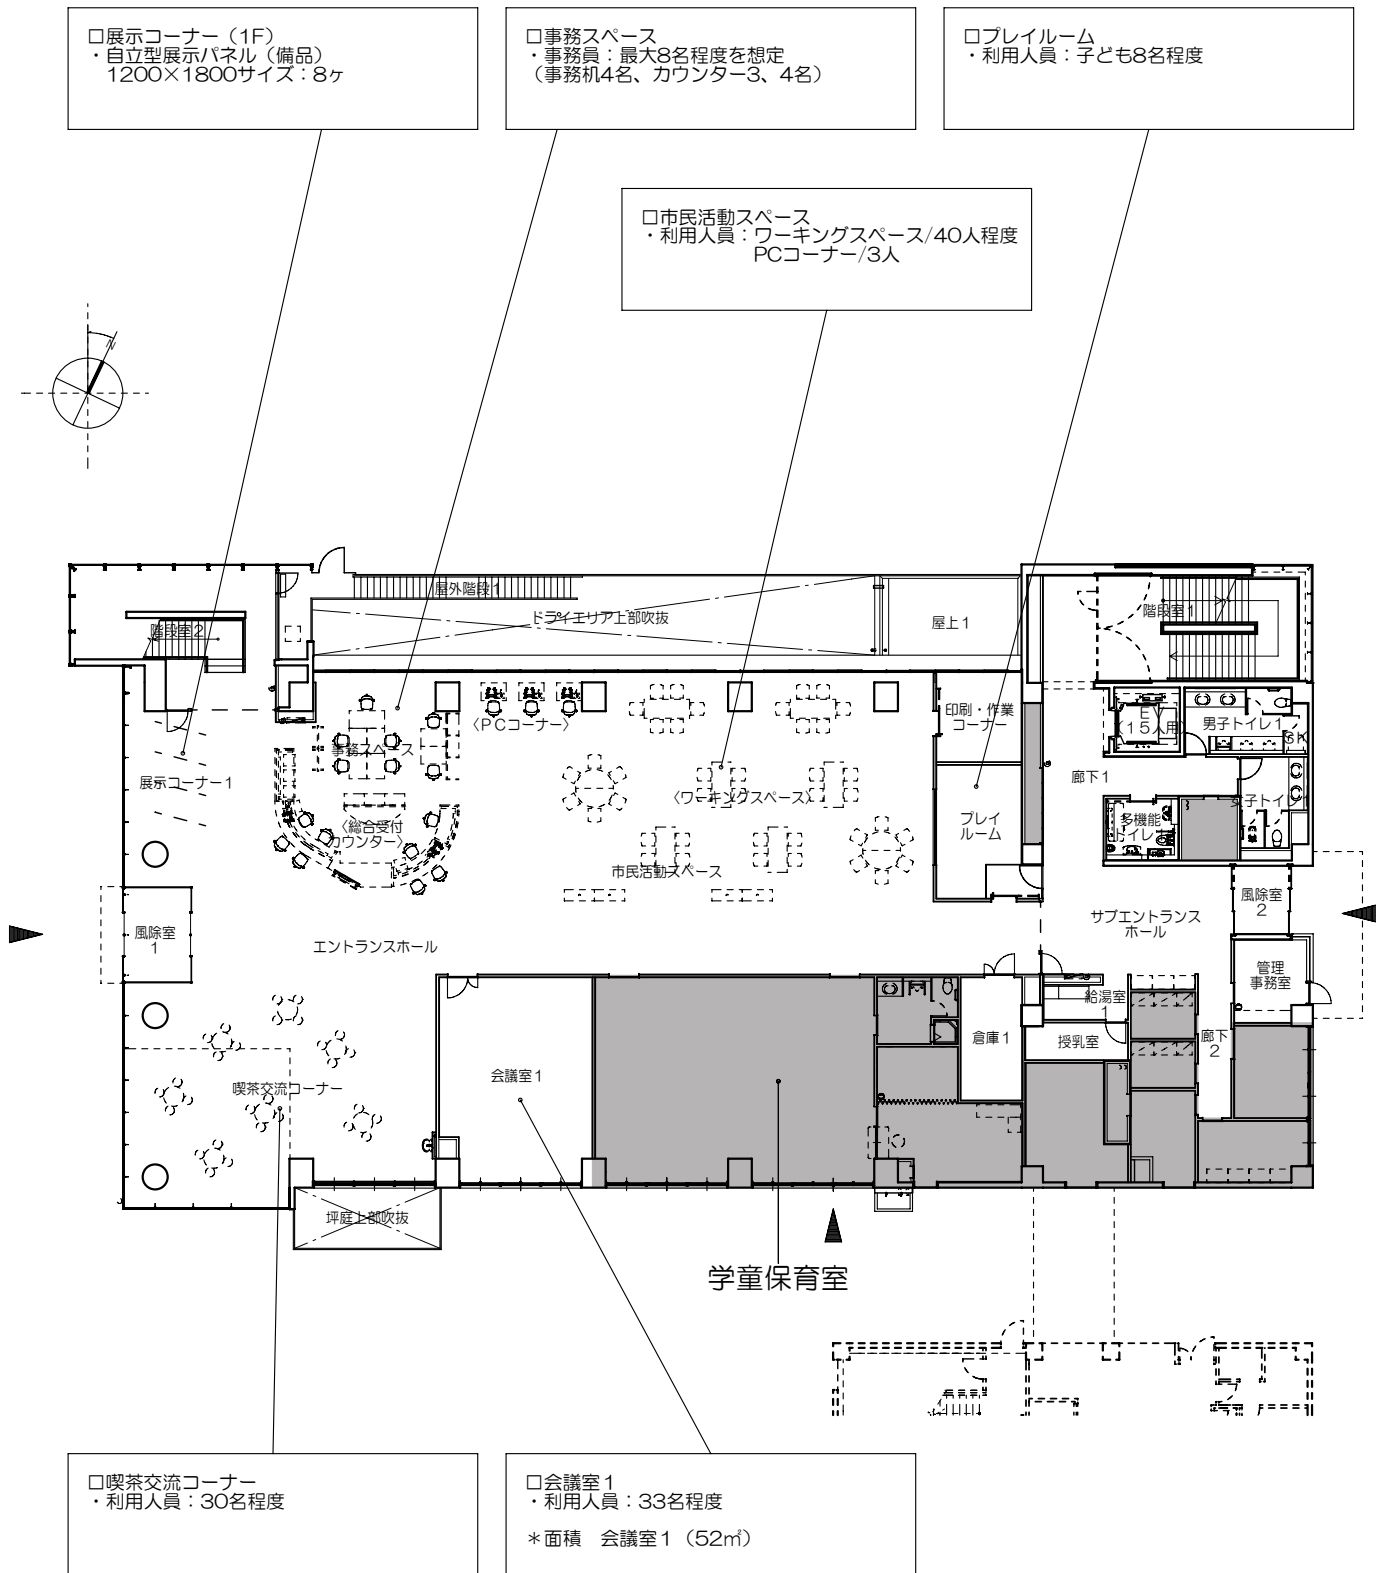 □展示コーナー（1F）
・自立型展示パネル（備品）
1200×1800サイズ：8ヶ
□事務スペース
・事務員：最大8名程度を想定
（事務机4名、カウンター3、4名）
□プレイルーム
・利用人員：子ども8名程度
□市民活動スペース
・利用人員：ワーキングスペース/40人程度
PCコーナー/3人
N
屋外階段1
ドライエリア上部吹抜
屋上1
階段室1
階段室2
〈PCコーナー〉
印刷・作業
コーナー
EV
（15人用）
男子トイレ1
SK
事務スペース
展示コーナー1
〈ワーキングスペース〉
廊下1
女子トイレ
プレイ
ルーム
多機能
トイレ
〈総合受付
カウンター〉
市民活動スペース
風除室
1
エントランスホール
サブエントランス
ホール
風除室
2
管理
事務室
給湯室
1
倉庫1
授乳室
廊下
2
会議室1
喫茶交流コーナー
坪庭上部吹抜
学童保育室
□喫茶交流コーナー
・利用人員：30名程度
□会議室1
・利用人員：33名程度
＊面積　会議室1（52㎡）